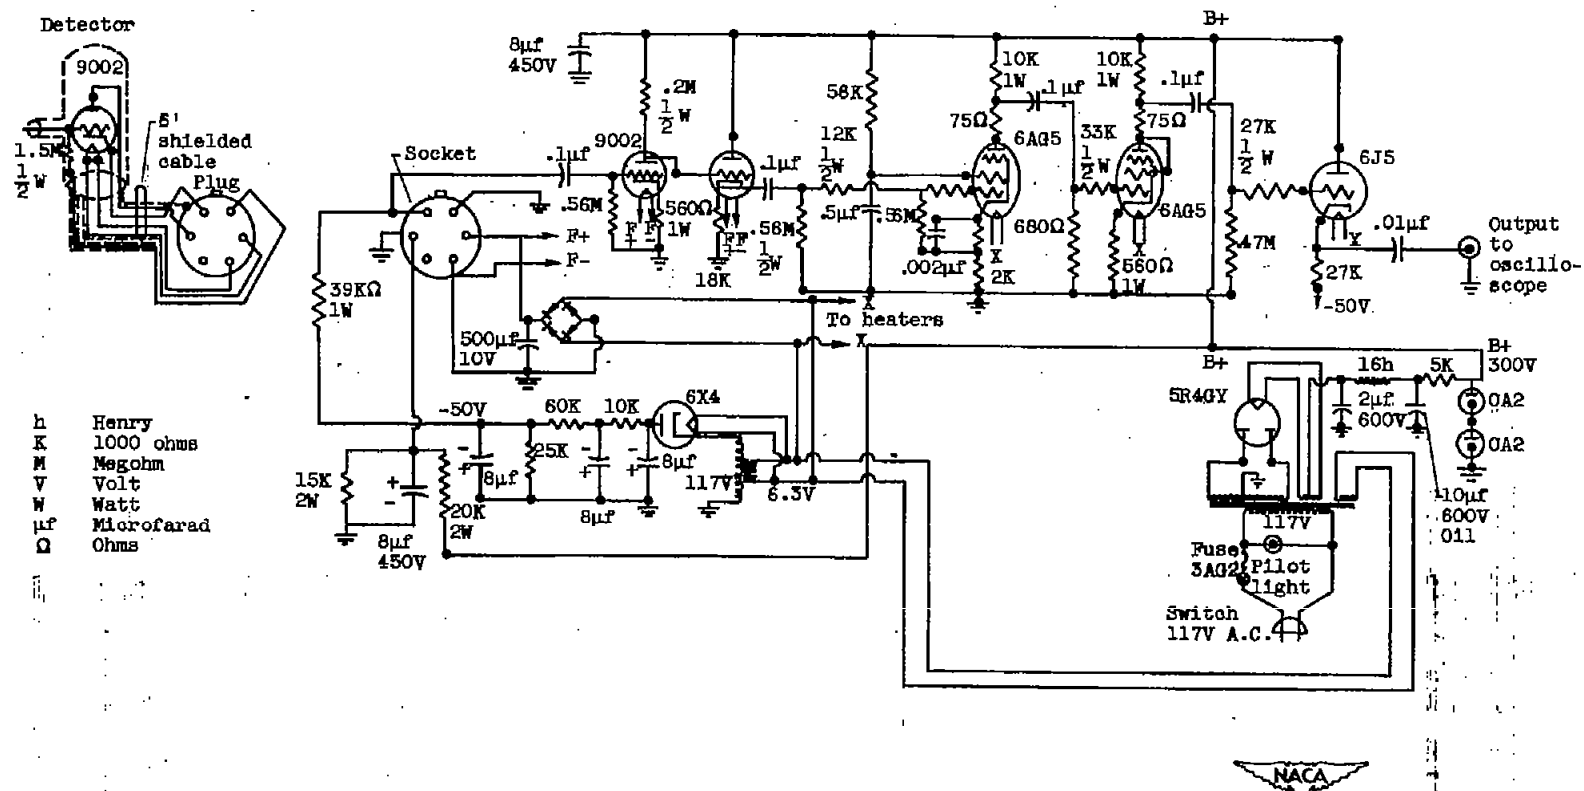 Detector
9002
5'
shielded
cable
Plug
1.5M
1/2 W
Socket
8µf
450V
.2M
1/2 W
9002
.1µf
.56M
F F
560Ω
1W
F F
18K
.1µf
.56M
1/2 W
58K
12K
1/2 W
.5µf
.56M
.002µf
10K
1W
75Ω
6AG5
.1µf
X
2K
680Ω
33K
1/2 W
10K
1W
75Ω
6AG5
X
560Ω
1W
.1µf
B+
27K
1/2 W
.47M
6J5
X
27K
-50V
.01µf
Output
to
oscillo-
scope
F+
F-
39KΩ
1W
500µf
10V
X
To heaters
X
B+
B+
300V
5R4GY
16h
5K
2µf
600V
OA2
OA2
10µf
600V
Oil
117V
Fuse
3AG2
Pilot
light
Switch
117V A.C.
-50V
60K
10K
6X4
25K
8µf
8µf
8µf
117V
6.3V
15K
2W
+
-
8µf
450V
20K
2W
h Henry
K 1000 ohms
M Megohm
V Volt
W Watt
µf Microfarad
Ω Ohms
NACA